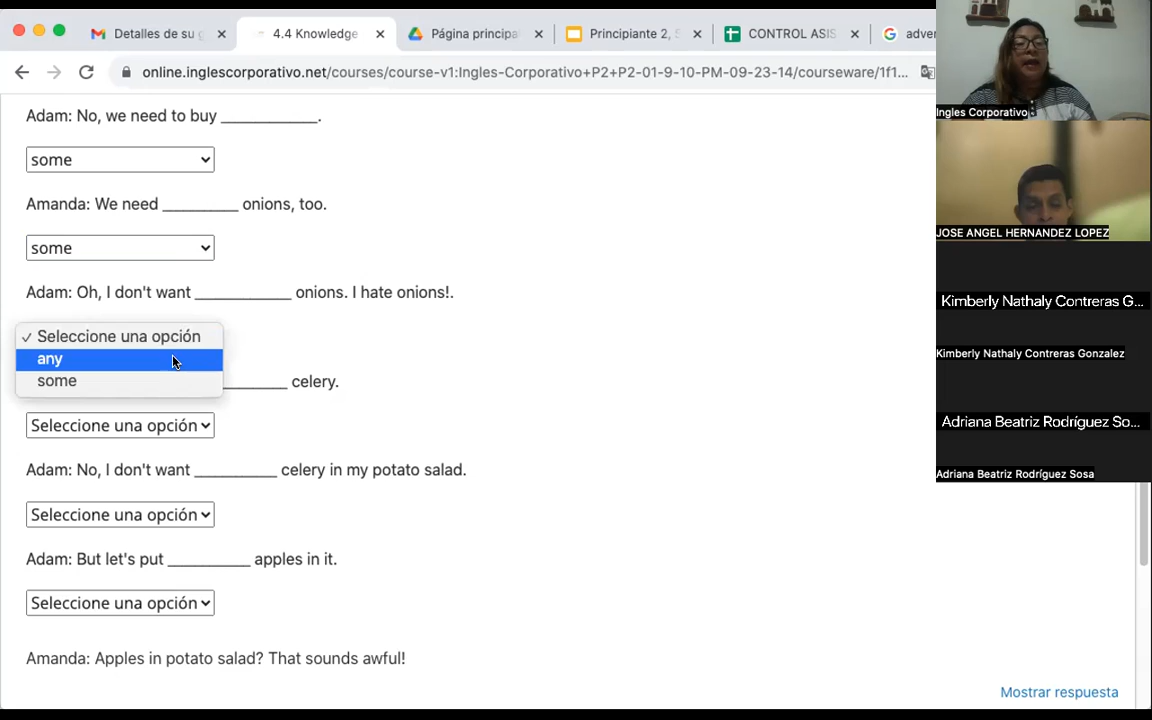 Detalles de su g
4.4 Knowledge
Página principa
Principiante 2, S
CONTROL ASIS
adver
online.inglescorporativo.net/courses/course-v1:Ingles-Corporativo+P2+P2-01-9-10-PM-09-23-14/courseware/1f1...
Adam: No, we need to buy ____________.
some
Amanda: We need __________ onions, too.
some
Adam: Oh, I don't want _____________ onions. I hate onions!.
✓ Seleccione una opción
any
some
________ celery.
Seleccione una opción
Adam: No, I don't want ___________ celery in my potato salad.
Seleccione una opción
Adam: But let's put ___________ apples in it.
Seleccione una opción
Amanda: Apples in potato salad? That sounds awful!
Mostrar respuesta
Ingles Corporativo
JOSE ANGEL HERNANDEZ LOPEZ
Kimberly Nathaly Contreras G...
Kimberly Nathaly Contreras Gonzalez
Adriana Beatriz Rodríguez So...
Adriana Beatriz Rodríguez Sosa